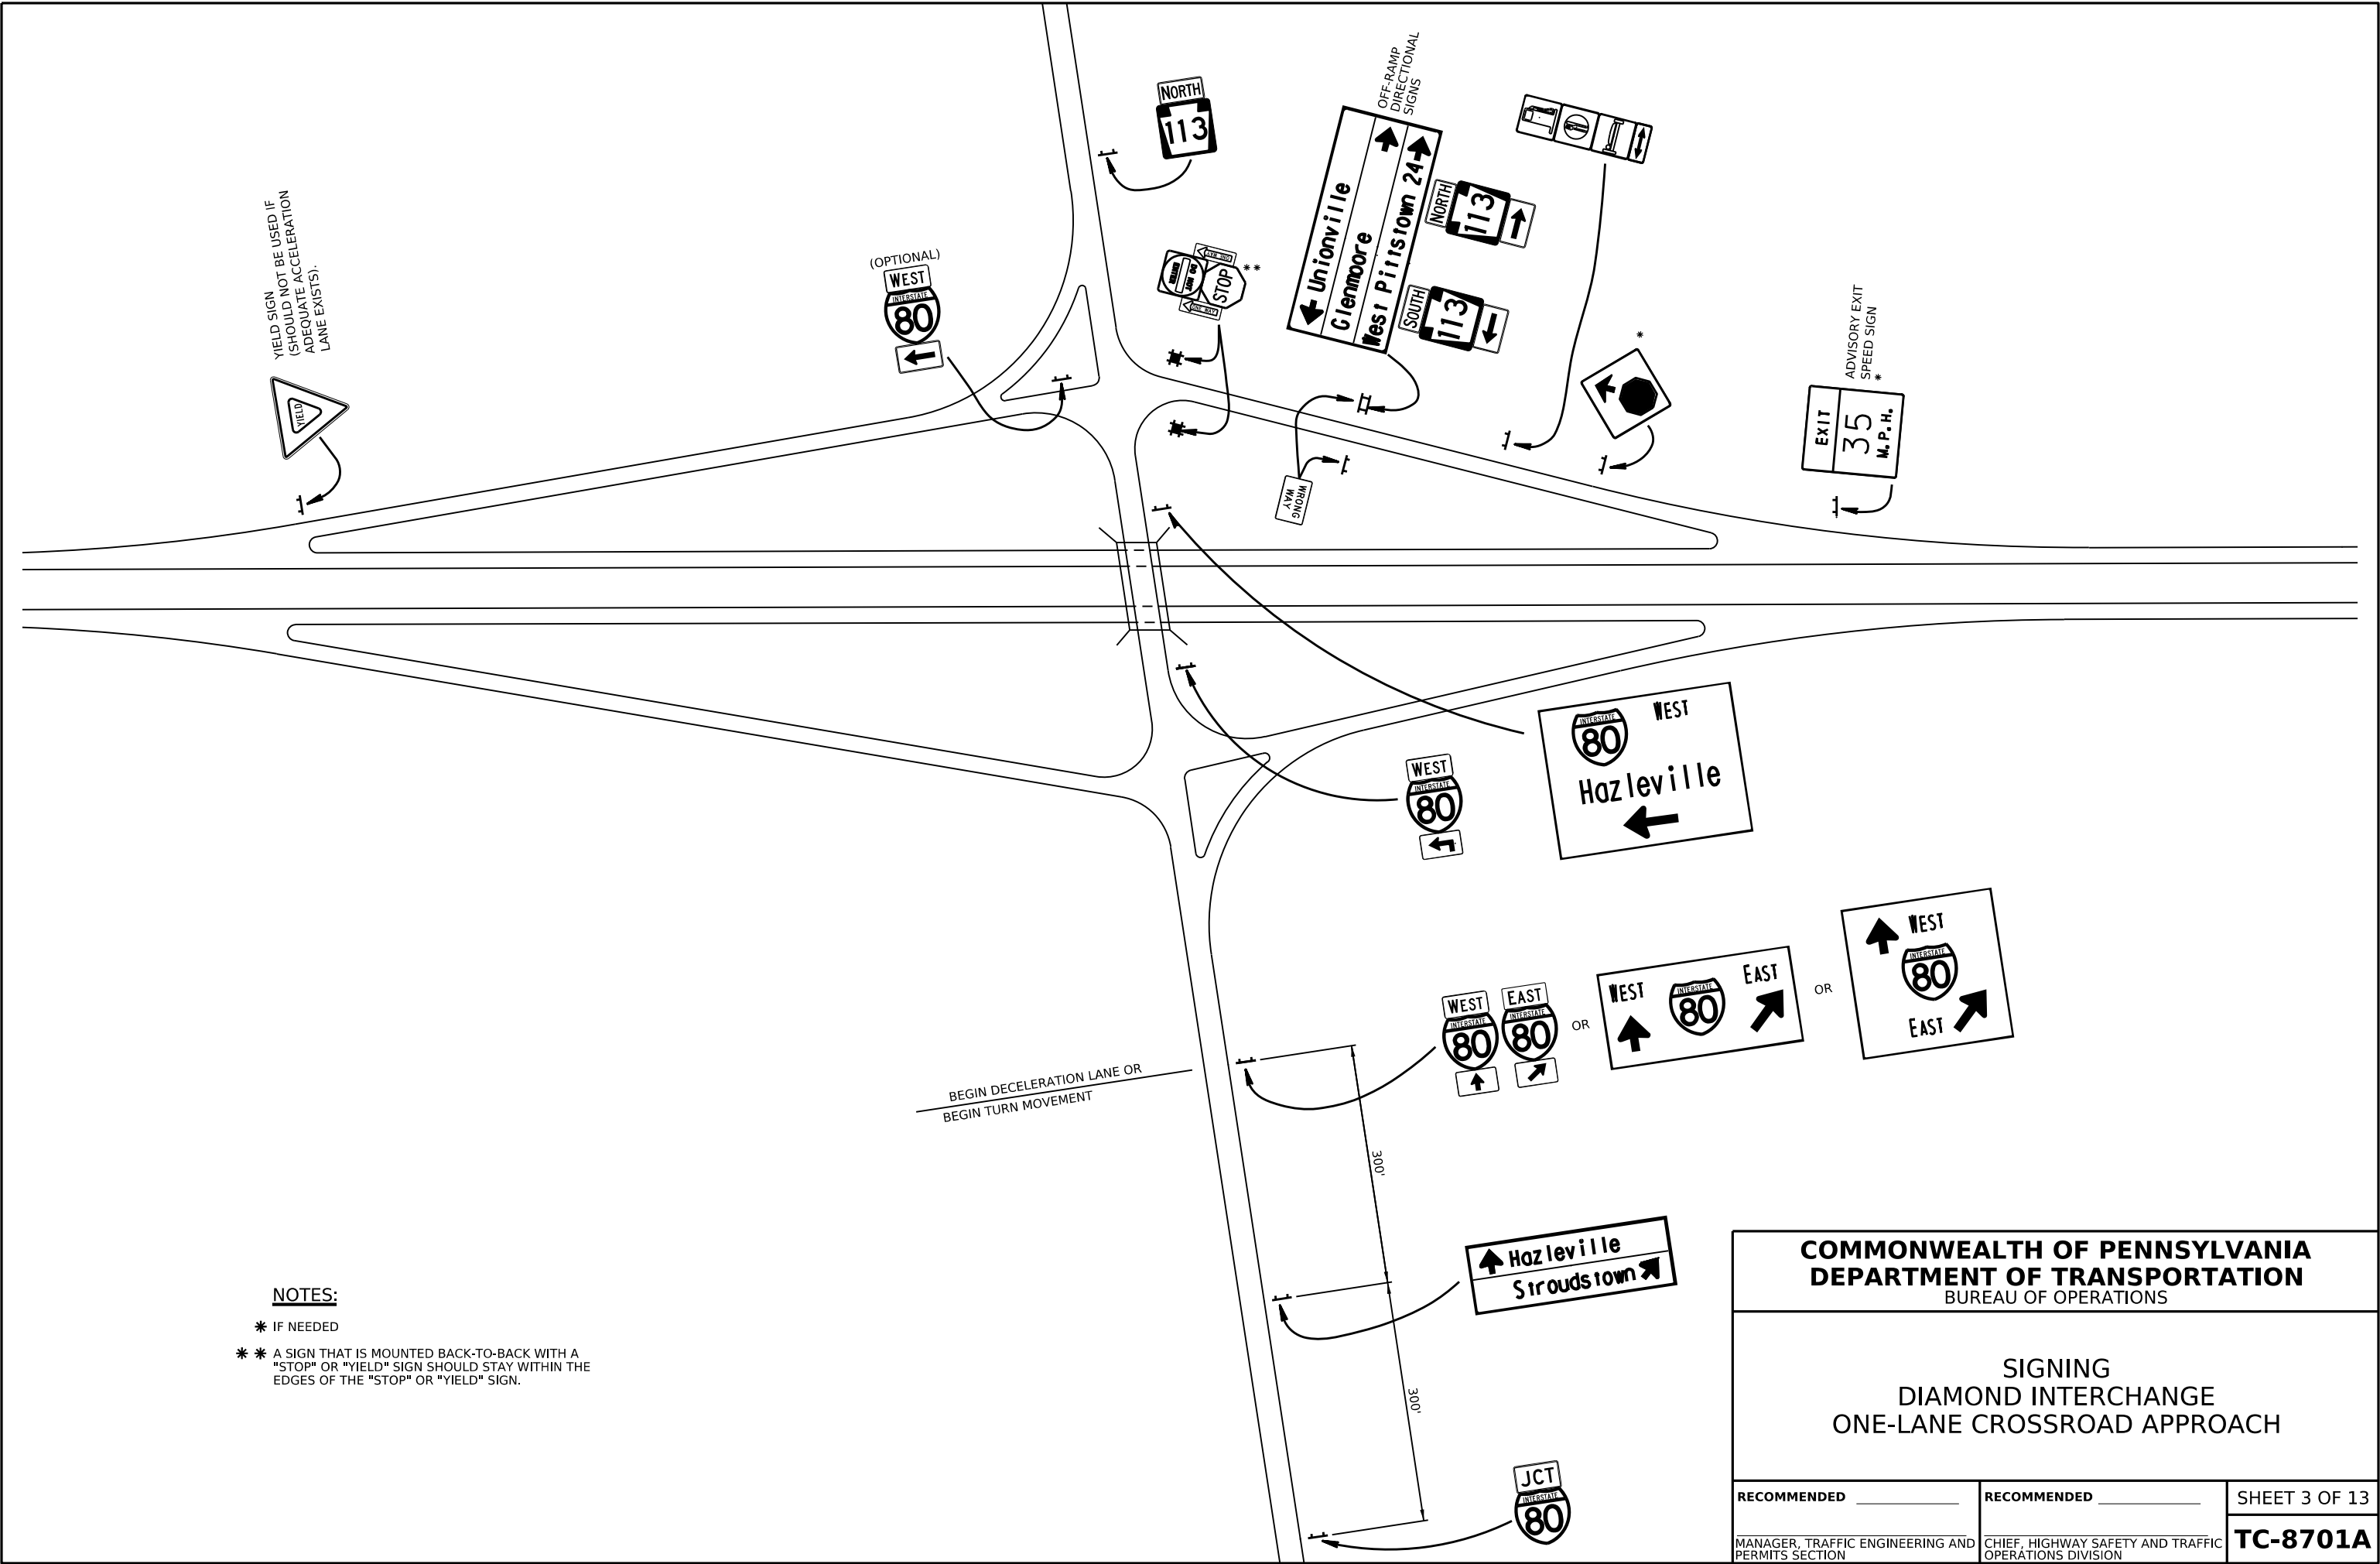 NORTH
113
OFF-RAMP
DIRECTIONAL
SIGNS
YIELD SIGN
(SHOULD NOT BE USED IF
ADEQUATE ACCELERATION
LANE EXISTS).
YIELD
(OPTIONAL)
WEST
INTERSTATE
80
DO NOT
ENTER
ONE WAY
STOP
ONE WAY
**
Unionville
Glenmoore
West Pittstown 24
NORTH
113
SOUTH
113
WRONG
WAY
*
ADVISORY EXIT
SPEED SIGN
*
EXIT
35
M.P.H.
INTERSTATE
80
WEST
Hazleville
WEST
INTERSTATE
80
WEST
INTERSTATE
80
EAST
INTERSTATE
80
OR
WEST
INTERSTATE
80
EAST
OR
WEST
INTERSTATE
80
EAST
BEGIN DECELERATION LANE OR
BEGIN TURN MOVEMENT
300'
Hazleville
Stroudstown
300'
JCT
INTERSTATE
80
NOTES:
* IF NEEDED
* * A SIGN THAT IS MOUNTED BACK-TO-BACK WITH A
"STOP" OR "YIELD" SIGN SHOULD STAY WITHIN THE
EDGES OF THE "STOP" OR "YIELD" SIGN.
COMMONWEALTH OF PENNSYLVANIA
DEPARTMENT OF TRANSPORTATION
BUREAU OF OPERATIONS
SIGNING
DIAMOND INTERCHANGE
ONE-LANE CROSSROAD APPROACH
RECOMMENDED
MANAGER, TRAFFIC ENGINEERING AND
PERMITS SECTION
RECOMMENDED
CHIEF, HIGHWAY SAFETY AND TRAFFIC
OPERATIONS DIVISION
SHEET 3 OF 13
TC-8701A